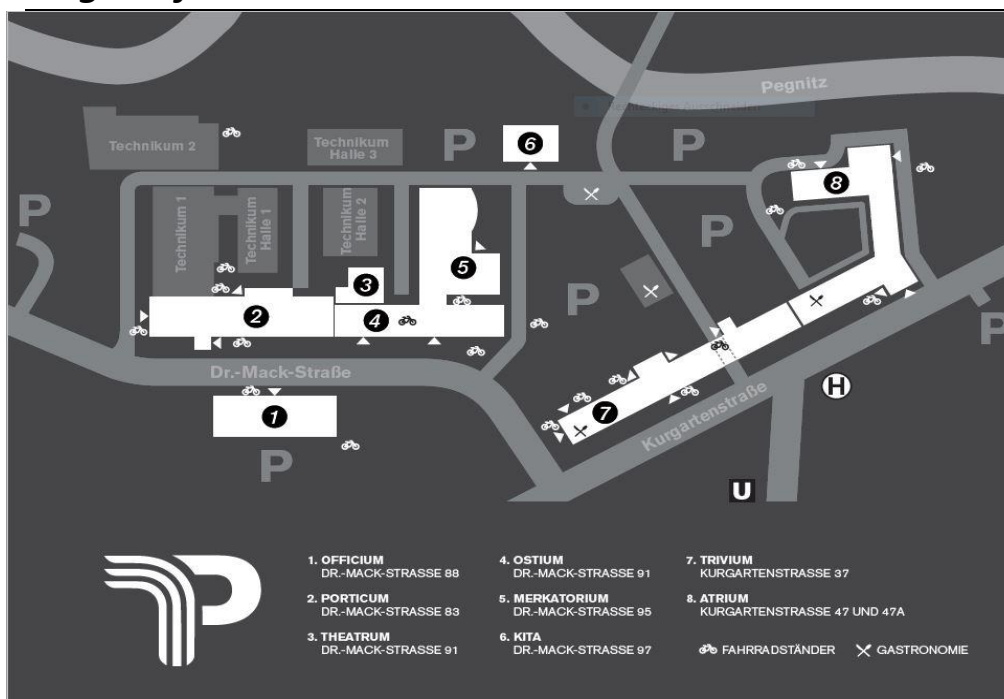 Pegnitz
Technikum 2
Technikum
Halle 3
P
6
P
8
P
Technikum 1
Technikum
Halle 1
Technikum
Halle 2
P
5
3
P
2
4
P
Dr.-Mack-Straße
H
1
7
Kurgartenstraße
P
U
1. OFFICIUM
DR.-MACK-STRASSE 88
2. PORTICUM
DR.-MACK-STRASSE 83
3. THEATRUM
DR.-MACK-STRASSE 91
4. OSTIUM
DR.-MACK-STRASSE 91
5. MERKATORIUM
DR.-MACK-STRASSE 95
6. KITA
DR.-MACK-STRASSE 97
7. TRIVIUM
KURGARTENSTRASSE 37
8. ATRIUM
KURGARTENSTRASSE 47 UND 47A
FAHRRADSTÄNDER
GASTRONOMIE